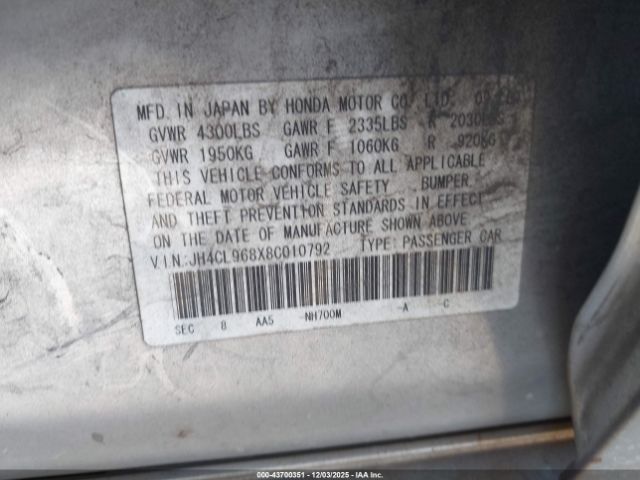 MFD. IN JAPAN BY HONDA MOTOR CO., LTD.
GVWR 4300LBS GAWR F 2335LBS R 2030LBS
GVWR 1950KG GAWR F 1060KG R 920KG
THIS VEHICLE CONFORMS TO ALL APPLICABLE
FEDERAL MOTOR VEHICLE SAFETY BUMPER
AND THEFT PREVENTION STANDARDS IN EFFECT
ON THE DATE OF MANUFACTURE SHOWN ABOVE
V.I.N.:JH4CL968X8C010792 TYPE: PASSENGER CAR
SEC 8 AA5 -NH700M -A -C
000-43700351 - 12/03/2025 - IAA Inc.